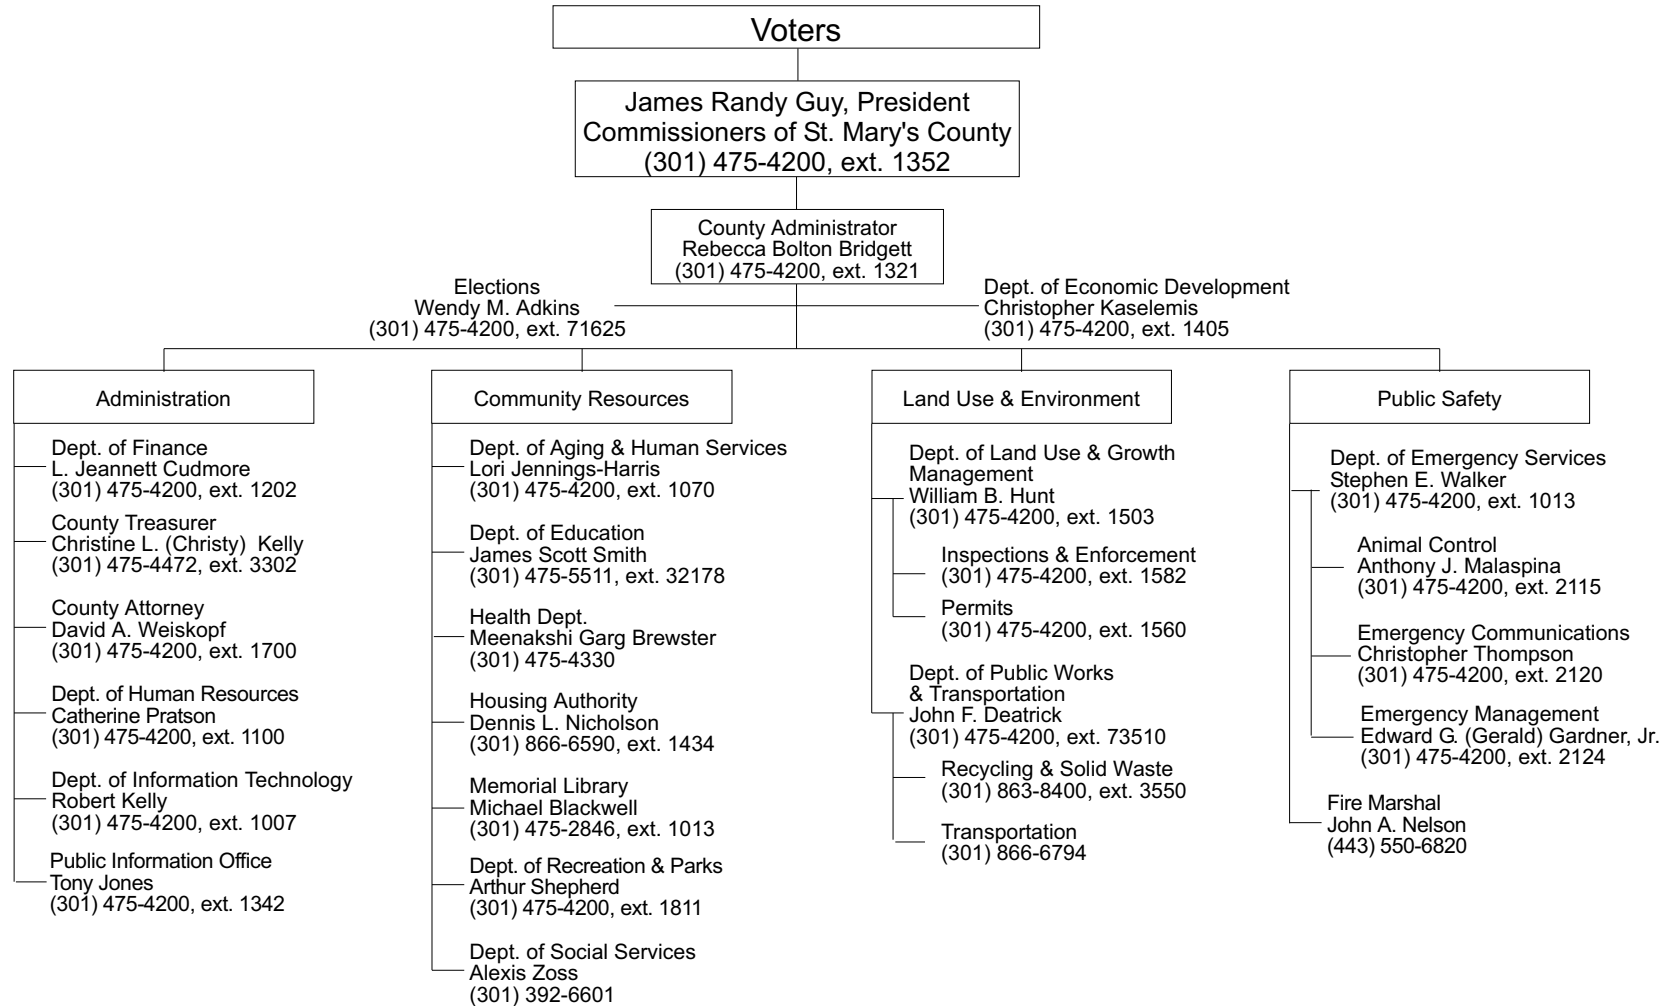 Voters
James Randy Guy, President
Commissioners of St. Mary's County
(301) 475-4200, ext. 1352
County Administrator
Rebecca Bolton Bridgett
(301) 475-4200, ext. 1321
Elections
Wendy M. Adkins
(301) 475-4200, ext. 71625
Dept. of Economic Development
Christopher Kaselemis
(301) 475-4200, ext. 1405
Administration
Dept. of Finance
L. Jeannett Cudmore
(301) 475-4200, ext. 1202
County Treasurer
Christine L. (Christy) Kelly
(301) 475-4472, ext. 3302
County Attorney
David A. Weiskopf
(301) 475-4200, ext. 1700
Dept. of Human Resources
Catherine Pratson
(301) 475-4200, ext. 1100
Dept. of Information Technology
Robert Kelly
(301) 475-4200, ext. 1007
Public Information Office
Tony Jones
(301) 475-4200, ext. 1342
Community Resources
Dept. of Aging & Human Services
Lori Jennings-Harris
(301) 475-4200, ext. 1070
Dept. of Education
James Scott Smith
(301) 475-5511, ext. 32178
Health Dept.
Meenakshi Garg Brewster
(301) 475-4330
Housing Authority
Dennis L. Nicholson
(301) 866-6590, ext. 1434
Memorial Library
Michael Blackwell
(301) 475-2846, ext. 1013
Dept. of Recreation & Parks
Arthur Shepherd
(301) 475-4200, ext. 1811
Dept. of Social Services
Alexis Zoss
(301) 392-6601
Land Use & Environment
Dept. of Land Use & Growth
Management
William B. Hunt
(301) 475-4200, ext. 1503
Inspections & Enforcement
(301) 475-4200, ext. 1582
Permits
(301) 475-4200, ext. 1560
Dept. of Public Works
& Transportation
John F. Deatrick
(301) 475-4200, ext. 73510
Recycling & Solid Waste
(301) 863-8400, ext. 3550
Transportation
(301) 866-6794
Public Safety
Dept. of Emergency Services
Stephen E. Walker
(301) 475-4200, ext. 1013
Animal Control
Anthony J. Malaspina
(301) 475-4200, ext. 2115
Emergency Communications
Christopher Thompson
(301) 475-4200, ext. 2120
Emergency Management
Edward G. (Gerald) Gardner, Jr.
(301) 475-4200, ext. 2124
Fire Marshal
John A. Nelson
(443) 550-6820